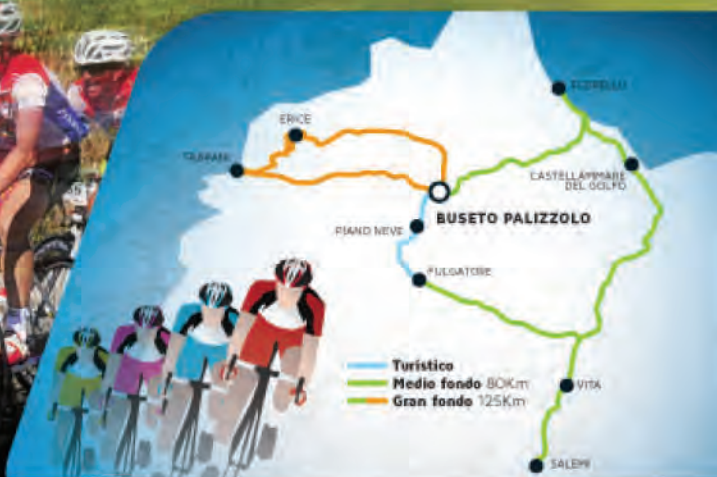 SCOPELLO
ERICE
TRAPANI
CASTELLAMMARE
DEL GOLFO
BUSETO PALIZZOLO
PIANO NEVE
FULGATORE
Turistico
Medio fondo 80Km
Gran fondo 125Km
VITA
SALEMI